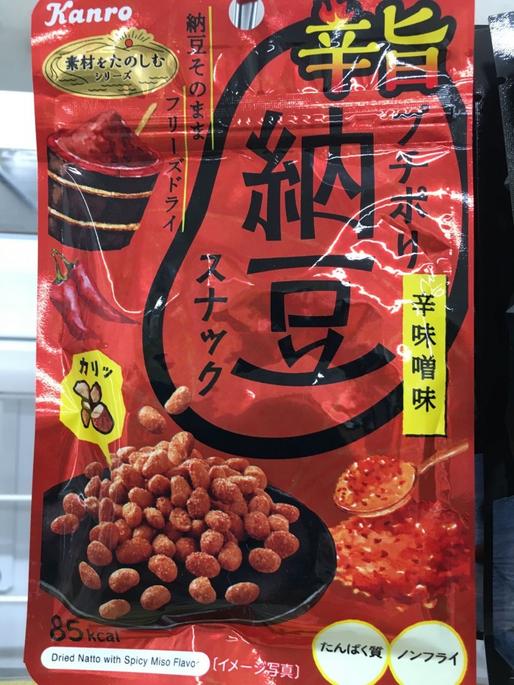 Kanro
素材をたのしむ
シリーズ
納豆そのまま
フリーズドライ
辛旨
プチポリ
納豆
スナック
辛味噌味
カリッ
85kcal
Dried Natto with Spicy Miso Flavor
[イメージ写真]
たんぱく質
ノンフライ